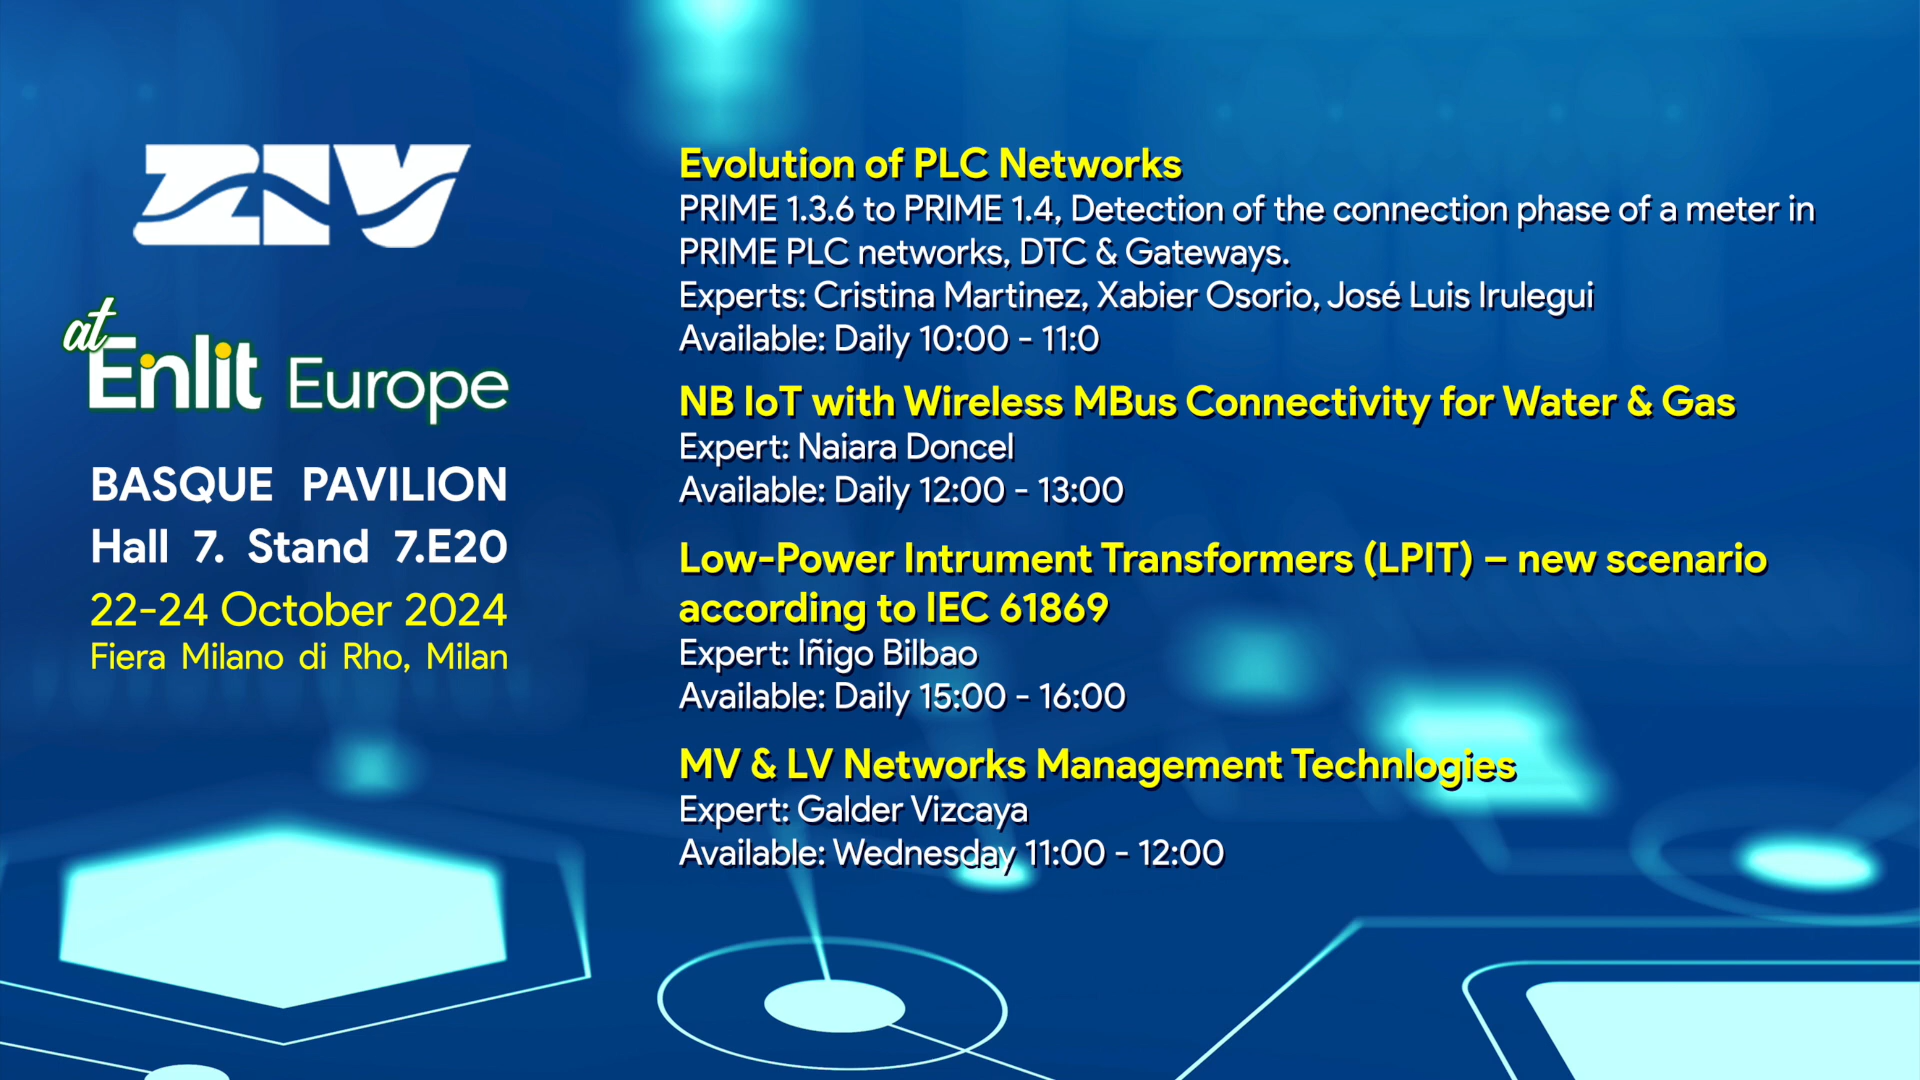 ZIV
at
Enlit Europe
BASQUE PAVILION
Hall 7. Stand 7.E20
22-24 October 2024
Fiera Milano di Rho, Milan
Evolution of PLC Networks
PRIME 1.3.6 to PRIME 1.4, Detection of the connection phase of a meter in
PRIME PLC networks, DTC & Gateways.
Experts: Cristina Martinez, Xabier Osorio, José Luis Irulegui
Available: Daily 10:00 - 11:0
NB IoT with Wireless MBus Connectivity for Water & Gas
Expert: Naiara Doncel
Available: Daily 12:00 - 13:00
Low-Power Intrument Transformers (LPIT) – new scenario
according to IEC 61869
Expert: Iñigo Bilbao
Available: Daily 15:00 - 16:00
MV & LV Networks Management Technlogies
Expert: Galder Vizcaya
Available: Wednesday 11:00 - 12:00